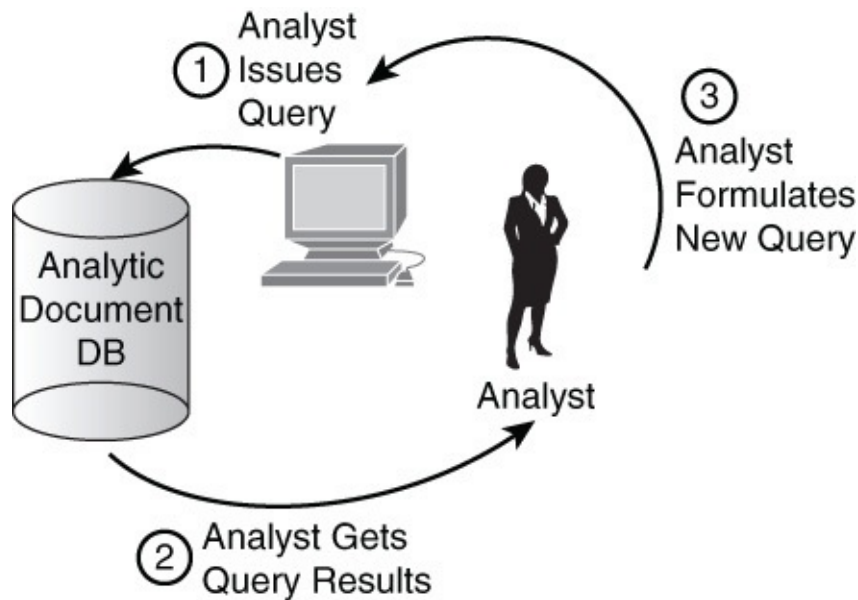 1
Analyst
Issues
Query
3
Analyst
Formulates
New Query
Analytic
Document
DB
Analyst
2
Analyst Gets
Query Results